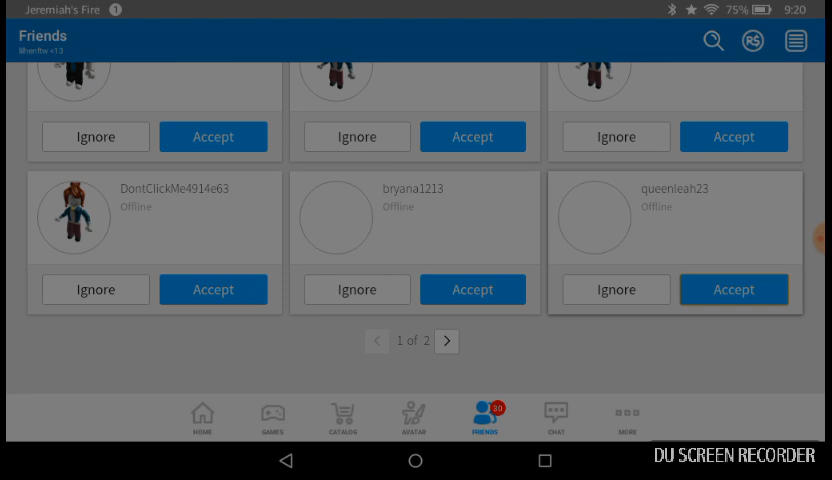 Jeremiah's Fire 1 75% 9:20
Friends
R$
Ignore Accept Ignore Accept Ignore Accept
DontClickMe4914e63 bryana1213 queenleah23
Offline Offline Offline
Ignore Accept Ignore Accept Ignore Accept
1 of 2
30
HOME GAMES CATALOG AVATAR FRIENDS CHAT MORE
DU SCREEN RECORDER